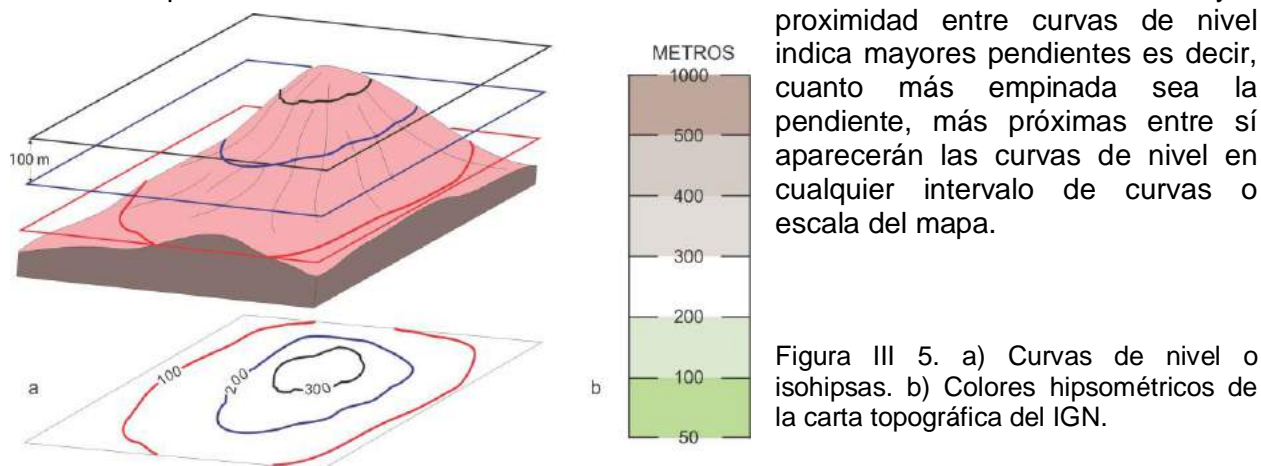 proximidad entre curvas de nivel
indica mayores pendientes es decir,
cuanto más empinada sea la
pendiente, más próximas entre sí
aparecerán las curvas de nivel en
cualquier intervalo de curvas o
escala del mapa.
100 m
100
200
300
a
METROS
1000
500
400
300
200
100
50
b
Figura III 5. a) Curvas de nivel o
isohipsas. b) Colores hipsométricos de
la carta topográfica del IGN.